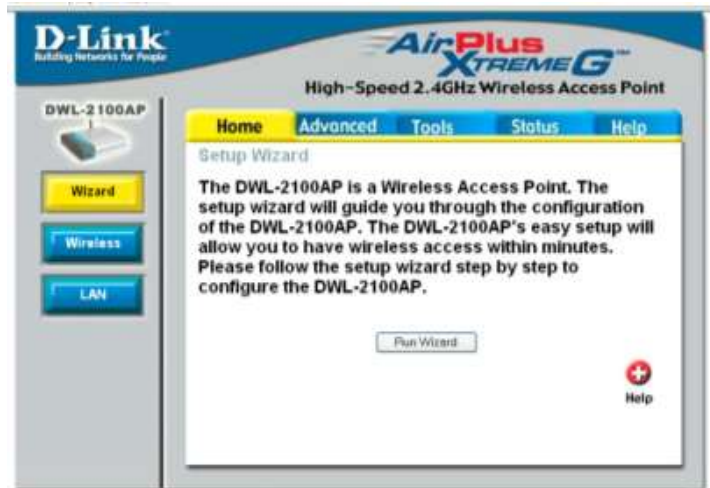 D-Link
Building Networks for People
AirPlus
XTREME G™
High-Speed 2.4GHz Wireless Access Point
DWL-2100AP
Home Advanced Tools Status Help
Setup Wizard
Wizard
Wireless
LAN
The DWL-2100AP is a Wireless Access Point. The
setup wizard will guide you through the configuration
of the DWL-2100AP. The DWL-2100AP's easy setup will
allow you to have wireless access within minutes.
Please follow the setup wizard step by step to
configure the DWL-2100AP.
Run Wizard
Help